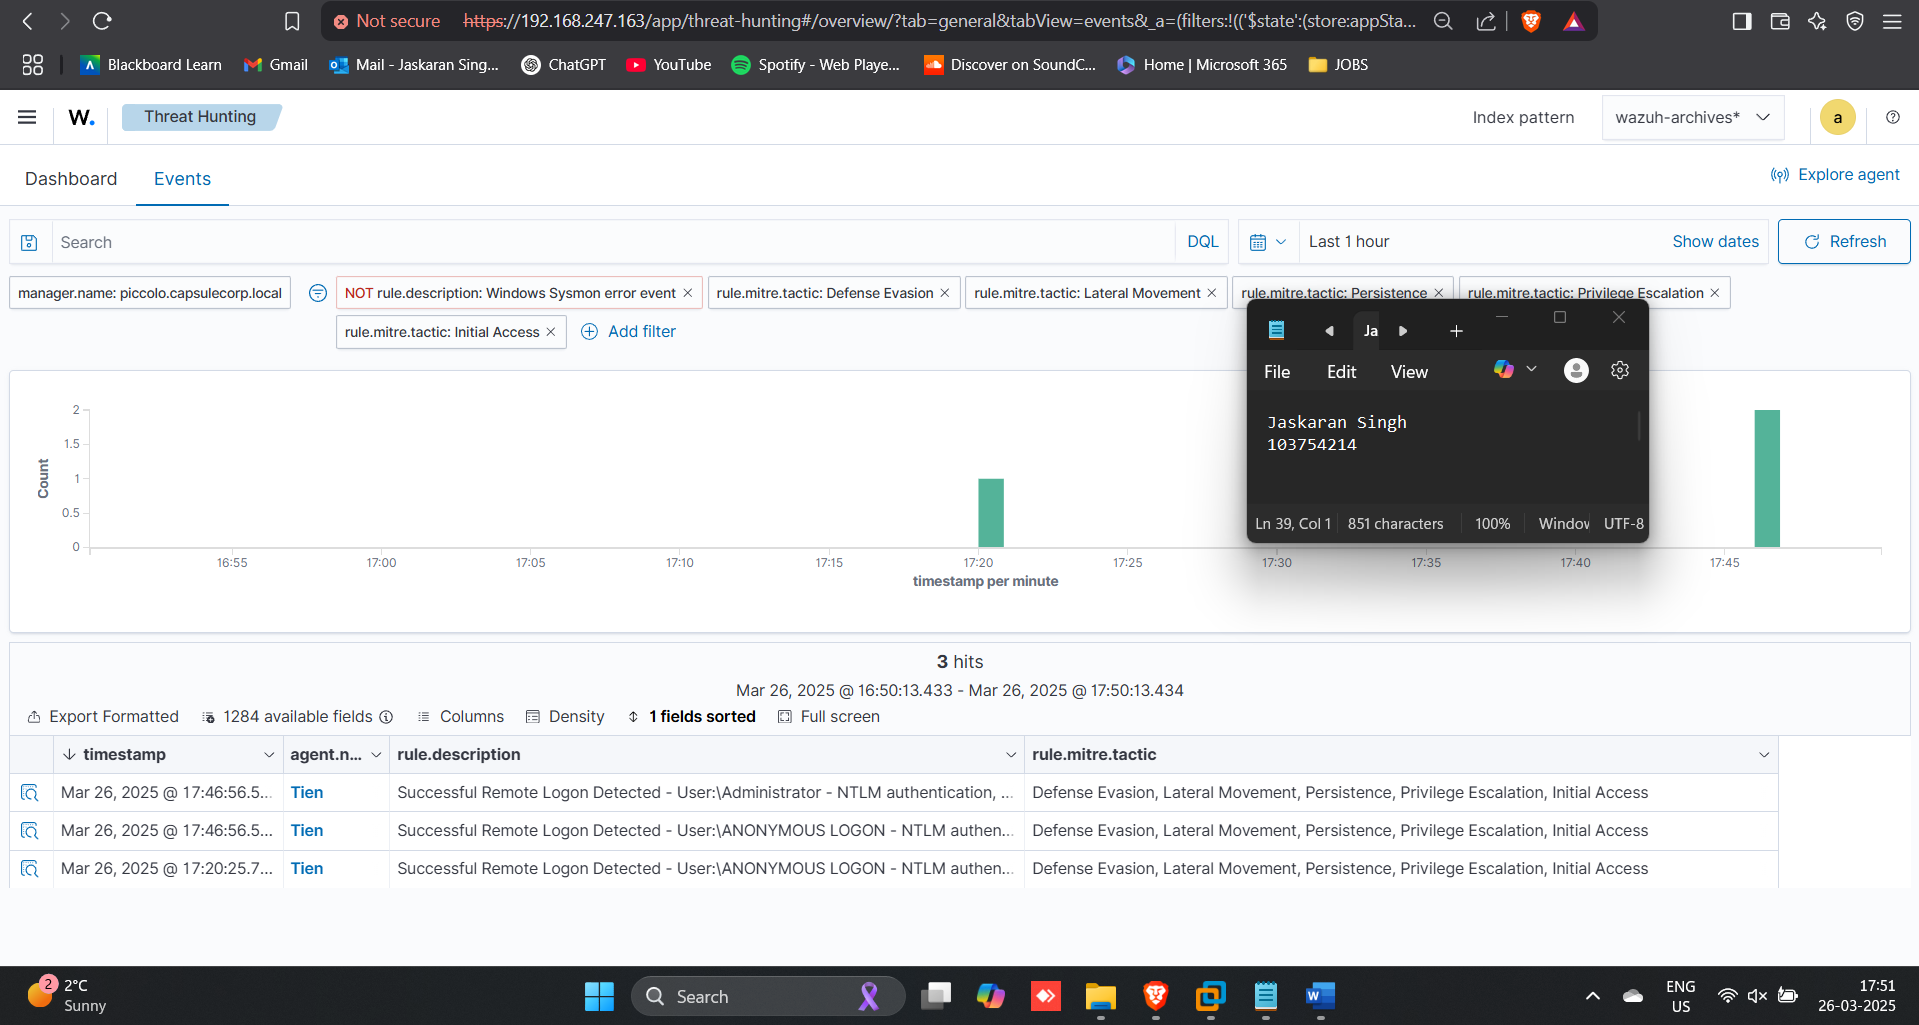 Not secure https://192.168.247.163/app/threat-hunting#/overview/?tab=general&tabView=events&_a=(filters:!(('$state':(store:appSta...
Blackboard Learn Gmail Mail - Jaskaran Sing... ChatGPT YouTube Spotify - Web Playe... Discover on SoundC... Home | Microsoft 365 JOBS
W. Threat Hunting Index pattern wazuh-archives* a
Dashboard Events Explore agent
Search DQL Last 1 hour Show dates Refresh
manager.name: piccolo.capsulecorp.local NOT rule.description: Windows Sysmon error event rule.mitre.tactic: Defense Evasion rule.mitre.tactic: Lateral Movement rule.mitre.tactic: Persistence rule.mitre.tactic: Privilege Escalation
rule.mitre.tactic: Initial Access Add filter
Ja
File Edit View
Jaskaran Singh
103754214
Ln 39, Col 1 851 characters 100% Window UTF-8
Count
2
1.5
1
0.5
0
16:55 17:00 17:05 17:10 17:15 17:20 17:25 17:30 17:35 17:40 17:45
timestamp per minute
3 hits
Mar 26, 2025 @ 16:50:13.433 - Mar 26, 2025 @ 17:50:13.434
Export Formatted 1284 available fields Columns Density 1 fields sorted Full screen
timestamp agent.n... rule.description rule.mitre.tactic
Mar 26, 2025 @ 17:46:56.5... Tien Successful Remote Logon Detected - User:\Administrator - NTLM authentication, ... Defense Evasion, Lateral Movement, Persistence, Privilege Escalation, Initial Access
Mar 26, 2025 @ 17:46:56.5... Tien Successful Remote Logon Detected - User:\ANONYMOUS LOGON - NTLM authen... Defense Evasion, Lateral Movement, Persistence, Privilege Escalation, Initial Access
Mar 26, 2025 @ 17:20:25.7... Tien Successful Remote Logon Detected - User:\ANONYMOUS LOGON - NTLM authen... Defense Evasion, Lateral Movement, Persistence, Privilege Escalation, Initial Access
2 2°C
Sunny
Search
ENG
US
17:51
26-03-2025